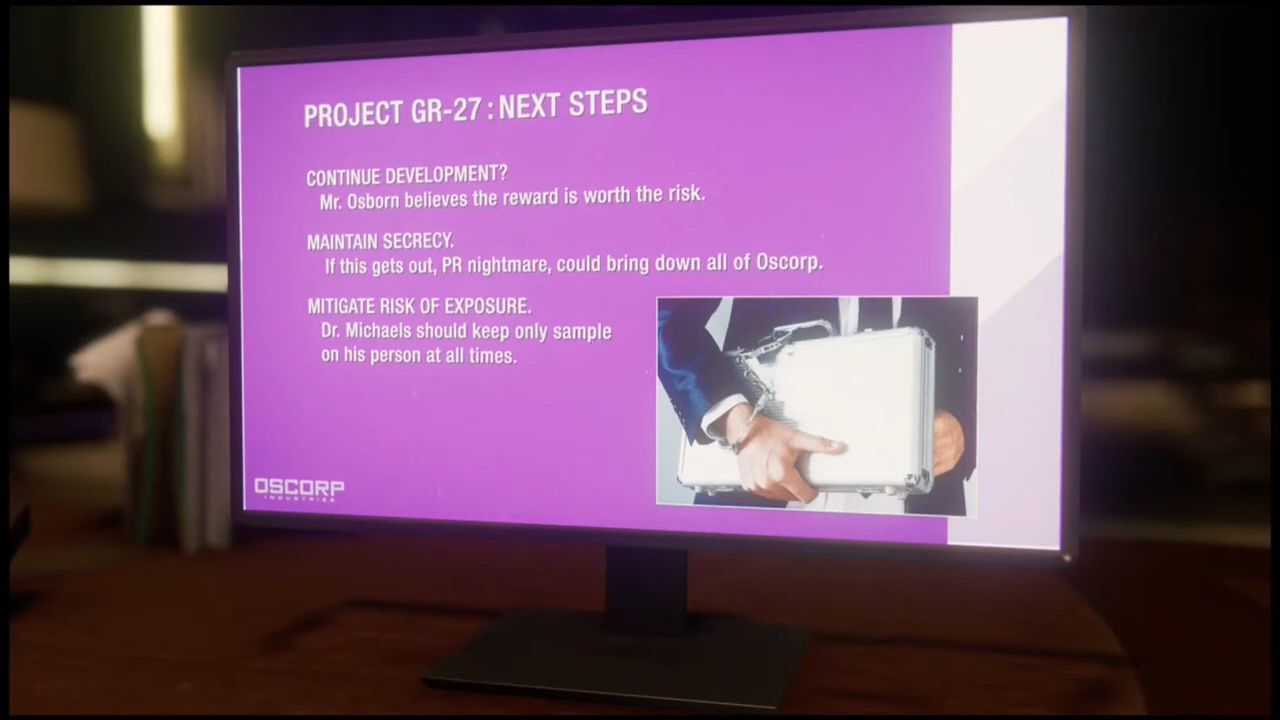 PROJECT GR-27 : NEXT STEPS
CONTINUE DEVELOPMENT?
Mr. Osborn believes the reward is worth the risk.
MAINTAIN SECRECY.
If this gets out, PR nightmare, could bring down all of Oscorp.
MITIGATE RISK OF EXPOSURE.
Dr. Michaels should keep only sample
on his person at all times.
OSCORP
INDUSTRIES